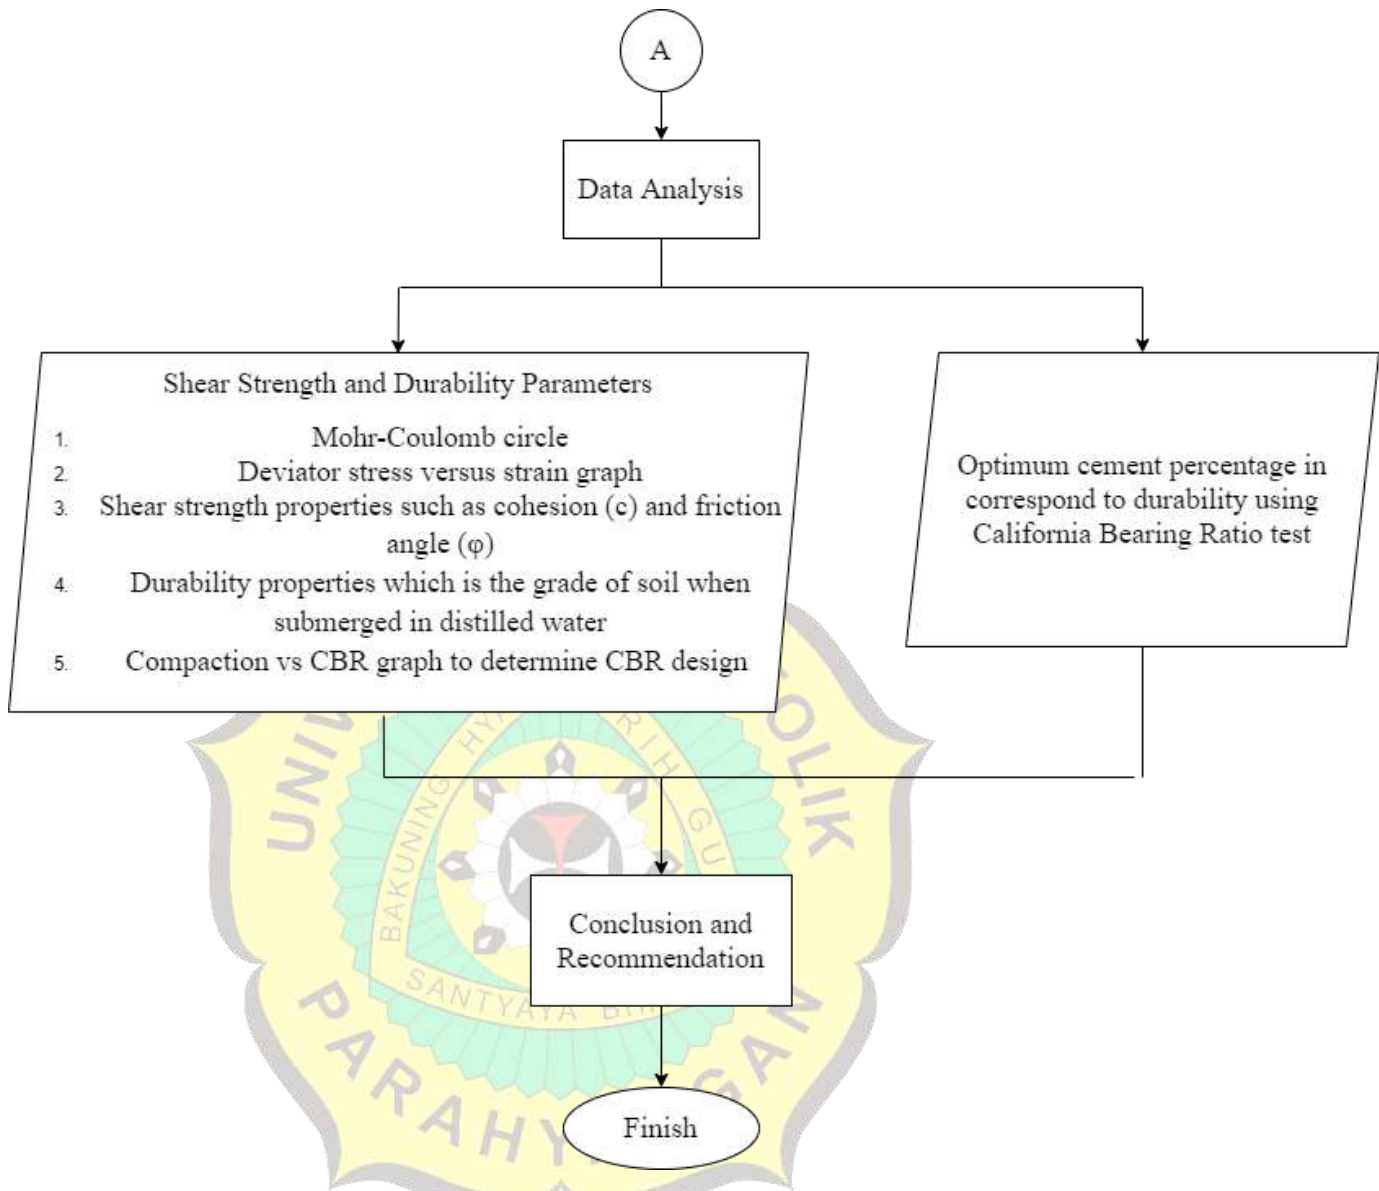 A
Data Analysis
Shear Strength and Durability Parameters
1. Mohr-Coulomb circle
2. Deviator stress versus strain graph
3. Shear strength properties such as cohesion (c) and friction
angle (φ)
4. Durability properties which is the grade of soil when
submerged in distilled water
5. Compaction vs CBR graph to determine CBR design
Optimum cement percentage in
correspond to durability using
California Bearing Ratio test
Conclusion and
Recommendation
Finish
BAKUNING
SANTYAYA